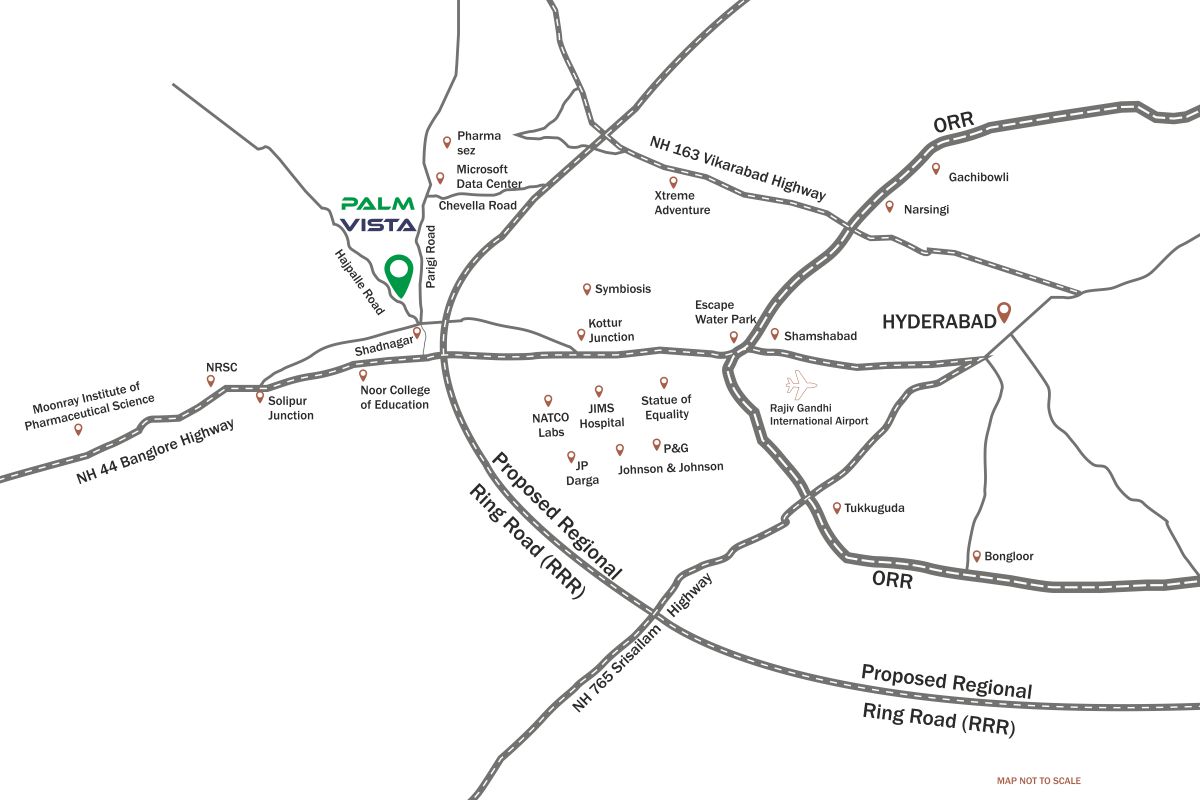 ORR
Pharma
sez
NH 163 Vikarabad Highway
Microsoft
Data Center
Gachibowli
Xtreme
Adventure
Chevella Road
Narsingi
PALM
VISTA
Parigi Road
Hajpalle Road
Symbiosis
Escape
Water Park
Kottur
Junction
Shamshabad
HYDERABAD
Shadnagar
NRSC
Noor College
of Education
Moonray Institute of
Pharmaceutical Science
Solipur
Junction
NH 44 Banglore Highway
NATCO
Labs
JIMS
Hospital
Statue of
Equality
Rajiv Gandhi
International Airport
P&G
JP
Darga
Johnson & Johnson
Proposed Regional
Ring Road (RRR)
Tukkuguda
Bongloor
ORR
NH 765 Srisailam Highway
Proposed Regional
Ring Road (RRR)
MAP NOT TO SCALE